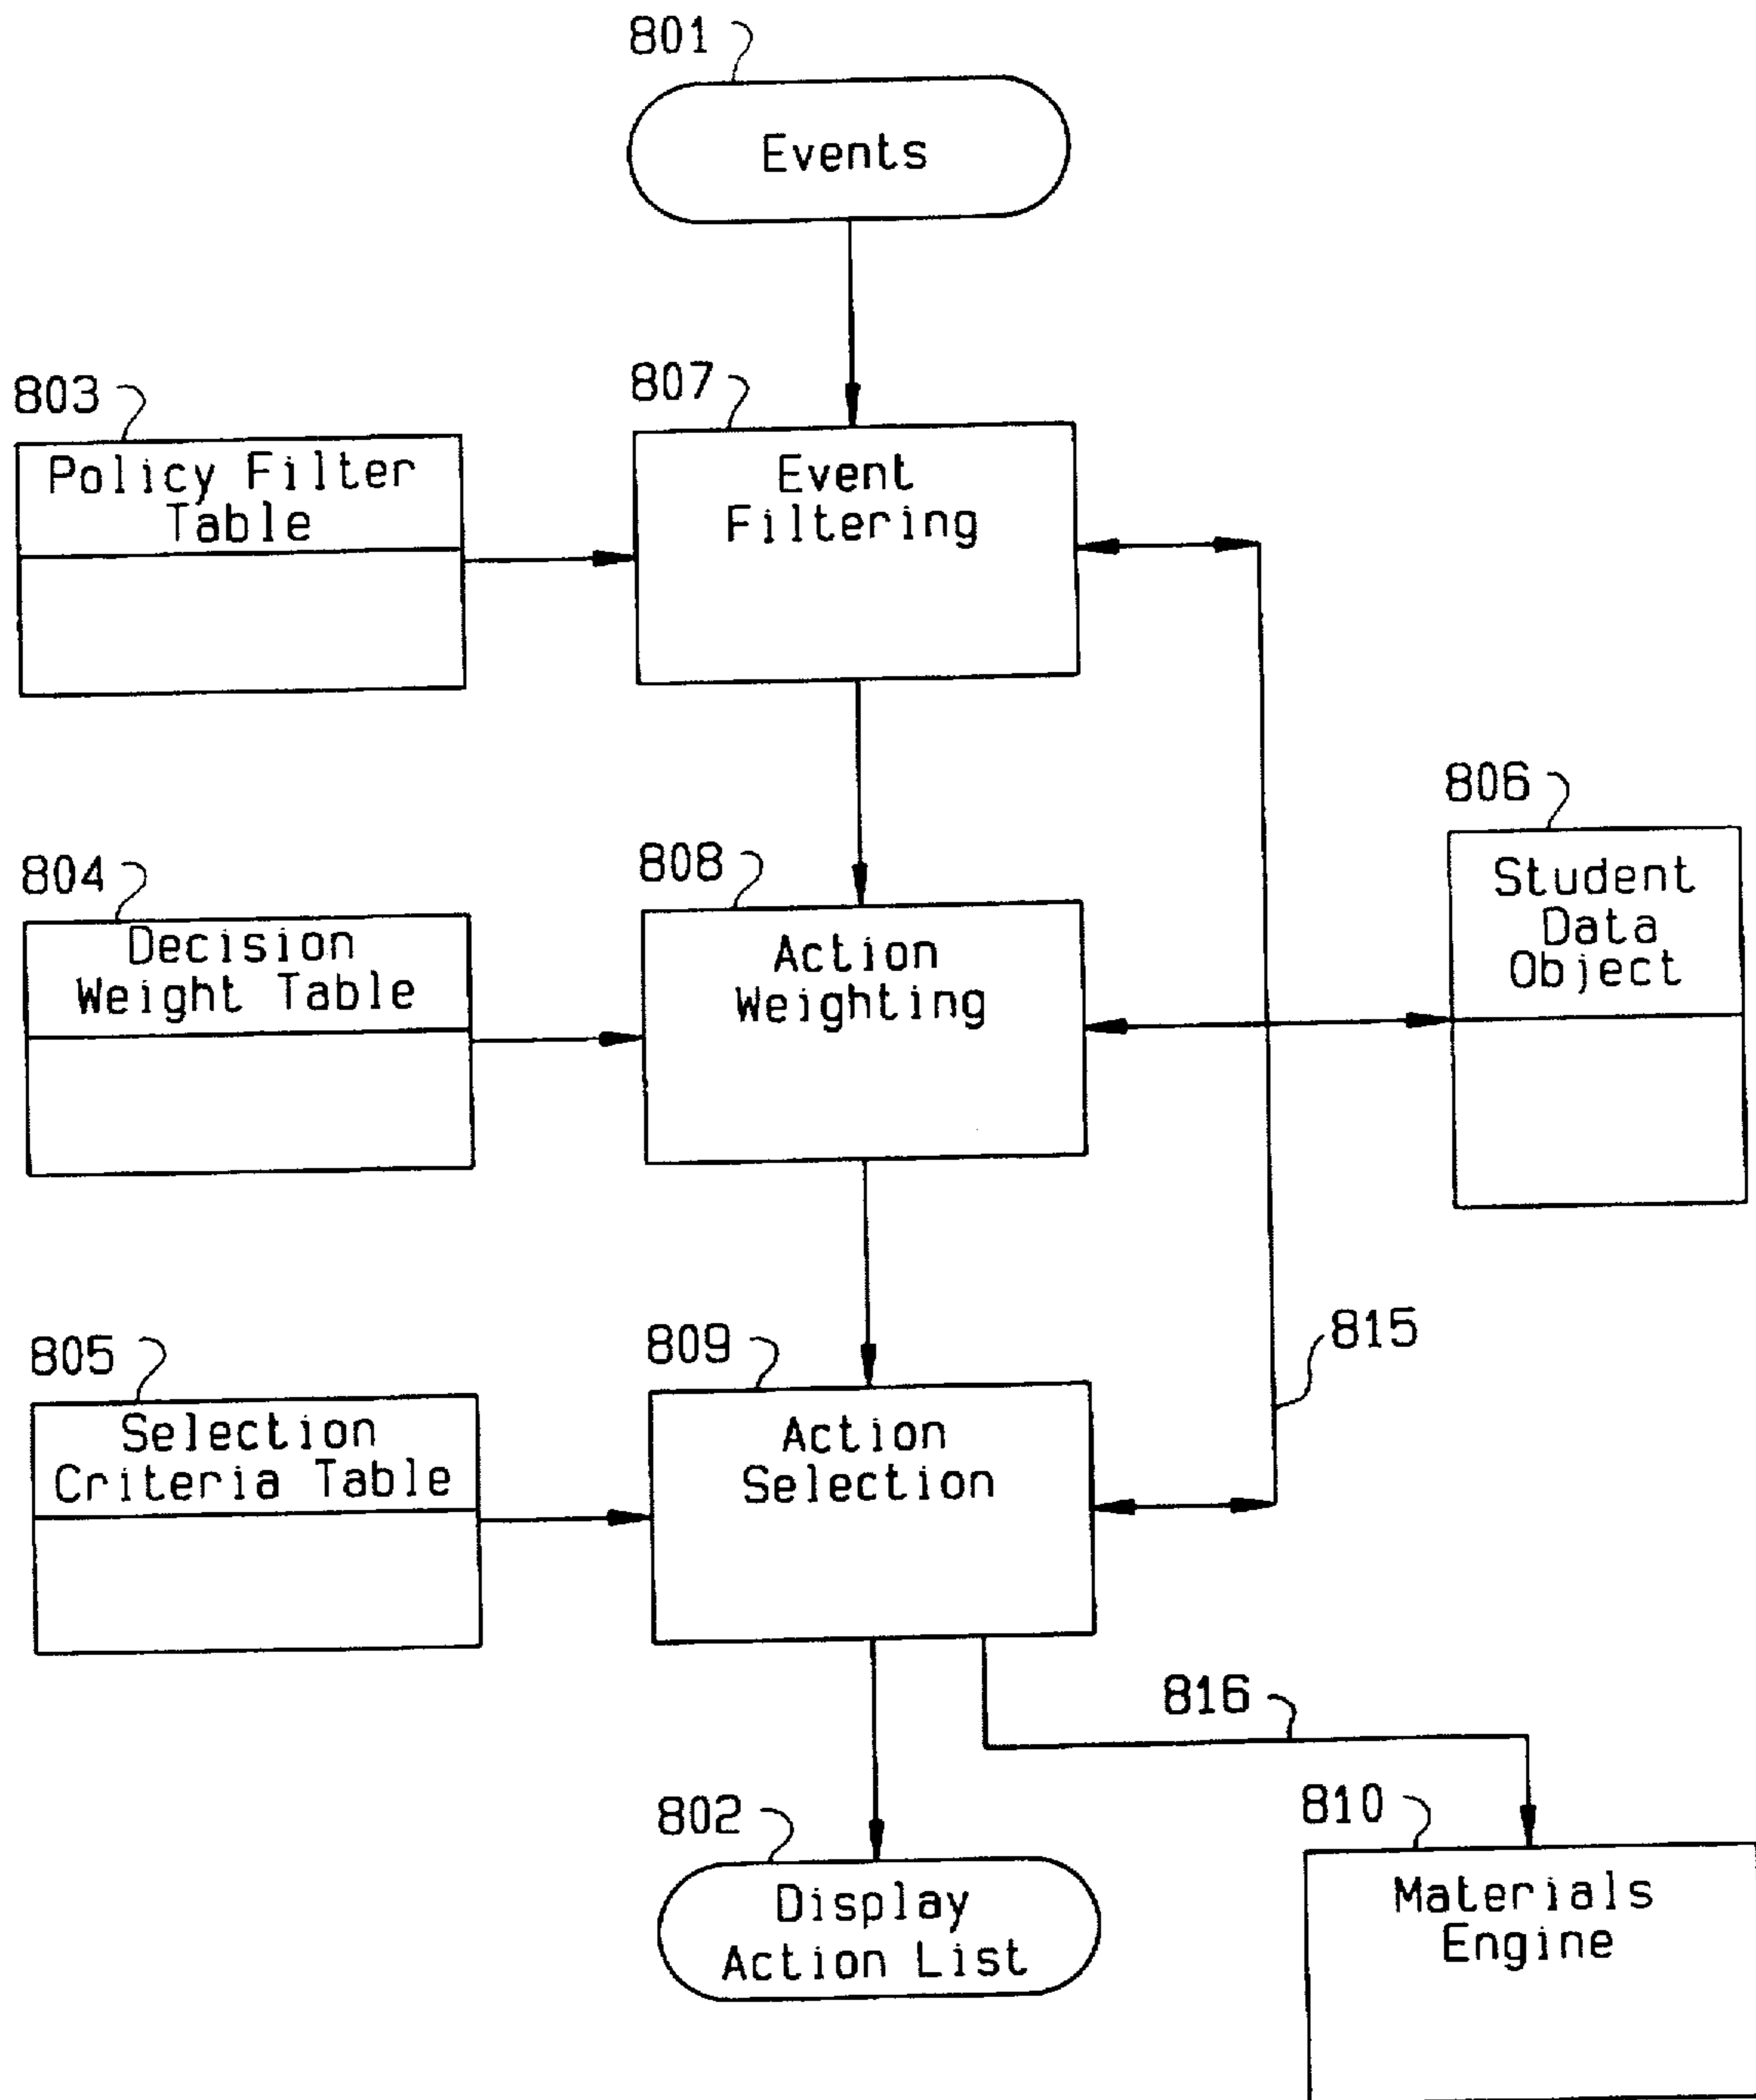 801
Events
803
Policy Filter
Table
807
Event
Filtering
804
Decision
Weight Table
808
Action
Weighting
806
Student
Data
Object
805
Selection
Criteria Table
809
Action
Selection
815
816
802
Display
Action List
810
Materials
Engine